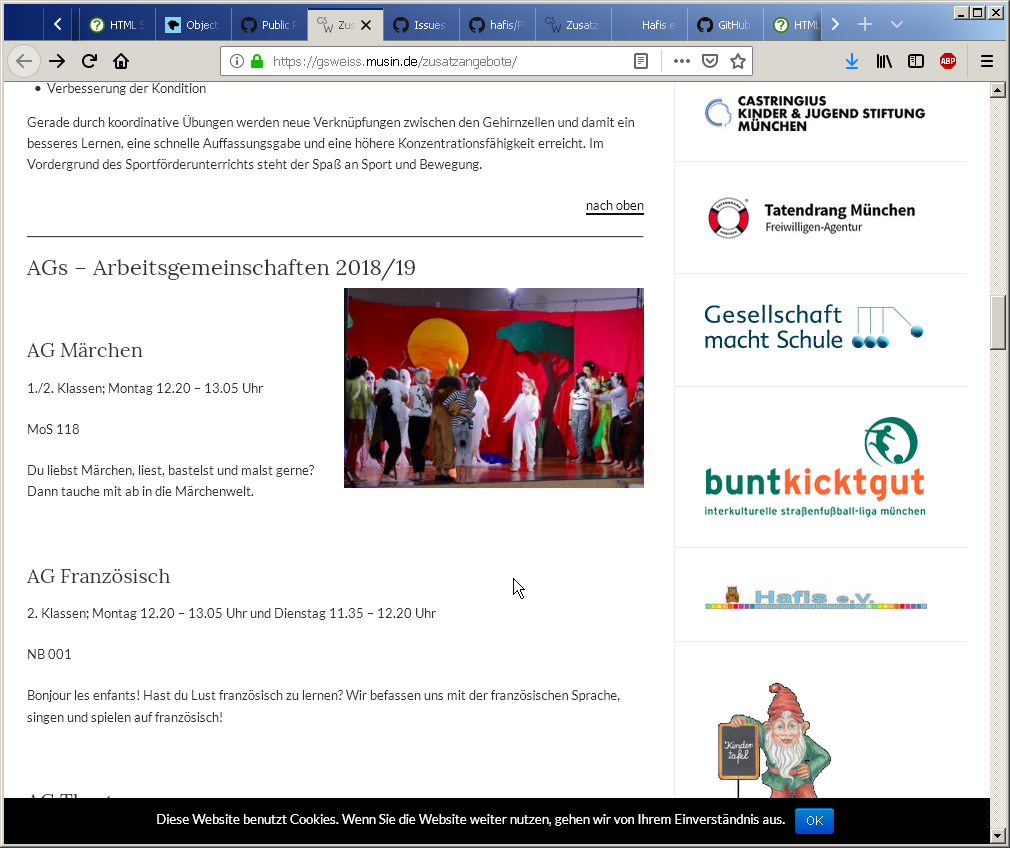 HTML S
Object
Public F
Zus
Issues
hafis/P
Zusatz
Hafis e
GitHub
HTML
https://gsweiss.musin.de/zusatzangebote/
ABP
• Verbesserung der Kondition
Gerade durch koordinative Übungen werden neue Verknüpfungen zwischen den Gehirnzellen und damit ein
besseres Lernen, eine schnelle Auffassungsgabe und eine höhere Konzentrationsfähigkeit erreicht. Im
Vordergrund des Sportförderunterrichts steht der Spaß an Sport und Bewegung.
nach oben
AGs – Arbeitsgemeinschaften 2018/19
AG Märchen
1./2. Klassen; Montag 12.20 – 13.05 Uhr
MoS 118
Du liebst Märchen, liest, bastelst und malst gerne?
Dann tauche mit ab in die Märchenwelt.
AG Französisch
2. Klassen; Montag 12.20 – 13.05 Uhr und Dienstag 11.35 – 12.20 Uhr
NB 001
Bonjour les enfants! Hast du Lust französisch zu lernen? Wir befassen uns mit der französischen Sprache,
singen und spielen auf französisch!
CASTRINGIUS
KINDER & JUGEND STIFTUNG
MÜNCHEN
Tatendrang München
Freiwilligen-Agentur
Gesellschaft
macht Schule
buntkicktgut
interkulturelle straßenfußball-liga münchen
Hafis e.V.
Kinder
tafel
Diese Website benutzt Cookies. Wenn Sie die Website weiter nutzen, gehen wir von Ihrem Einverständnis aus.
OK